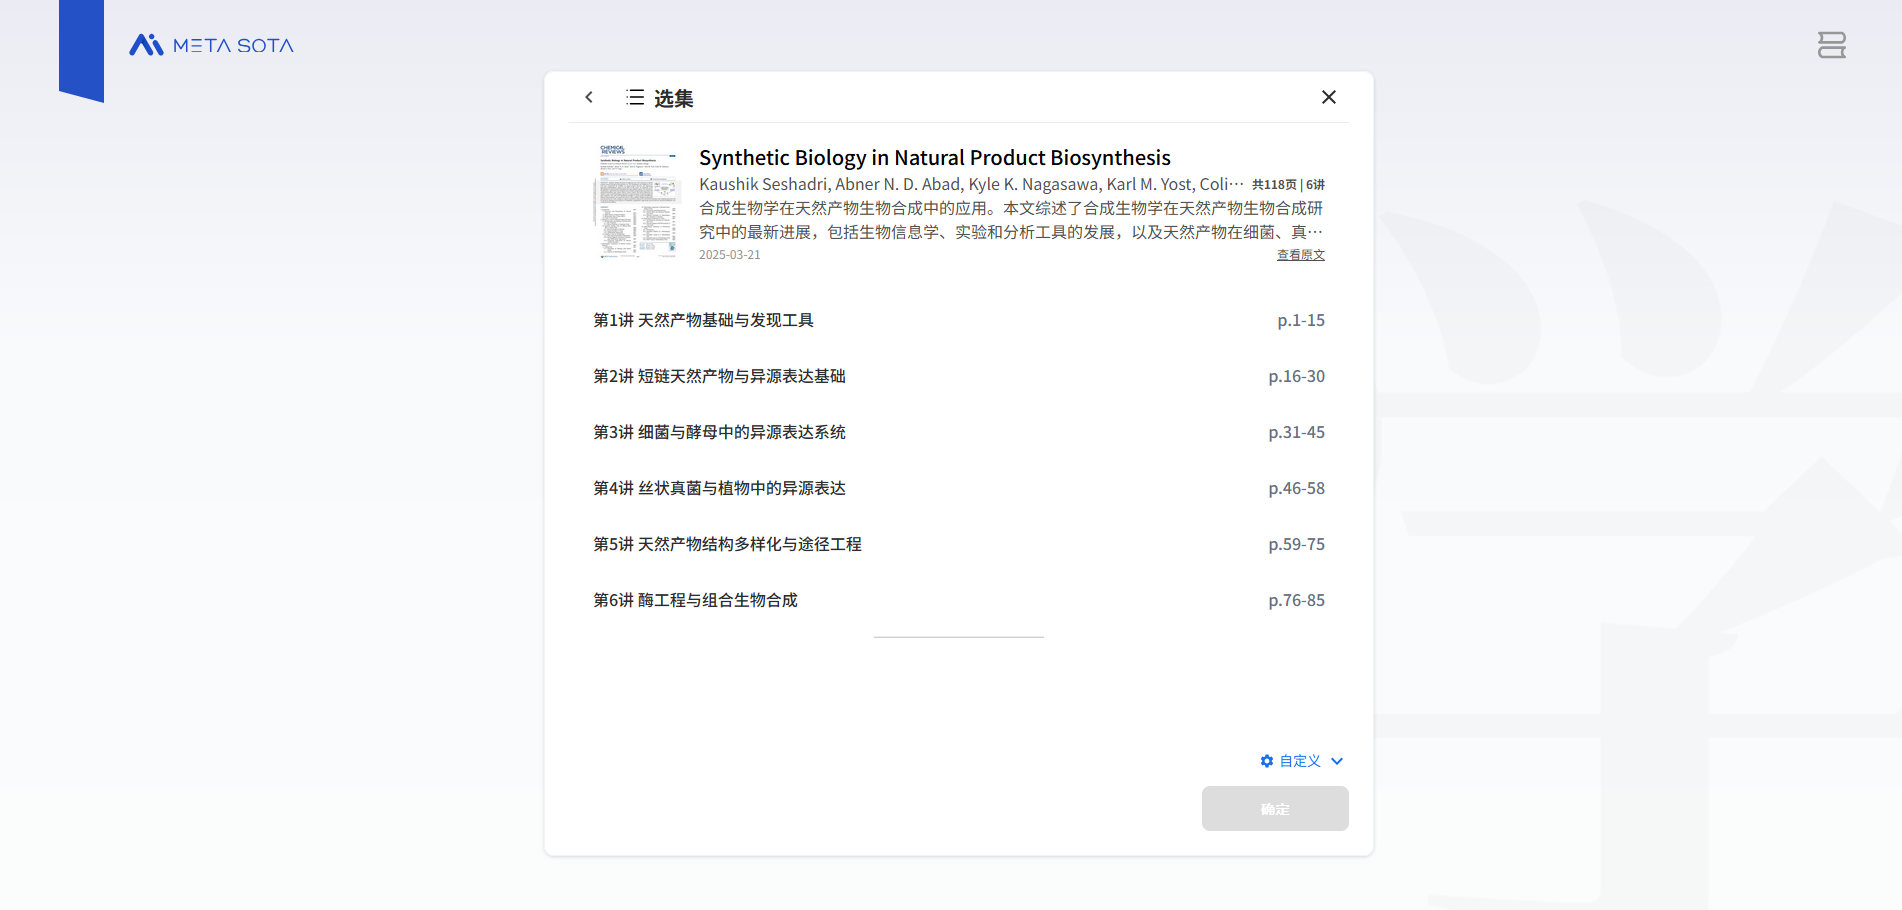 META SOTA
选集
CHEMICAL REVIEWS
Synthetic Biology in Natural Product Biosynthesis
Kaushik Seshadri, Abner N. D. Abad, Kyle K. Nagasawa, Karl M. Yost, Coli… 共118页 | 6讲
合成生物学在天然产物生物合成中的应用。本文综述了合成生物学在天然产物生物合成研
究中的最新进展，包括生物信息学、实验和分析工具的发展，以及天然产物在细菌、真…
2025-03-21 查看原文
第1讲 天然产物基础与发现工具 p.1-15
第2讲 短链天然产物与异源表达基础 p.16-30
第3讲 细菌与酵母中的异源表达系统 p.31-45
第4讲 丝状真菌与植物中的异源表达 p.46-58
第5讲 天然产物结构多样化与途径工程 p.59-75
第6讲 酶工程与组合生物合成 p.76-85
自定义
确定